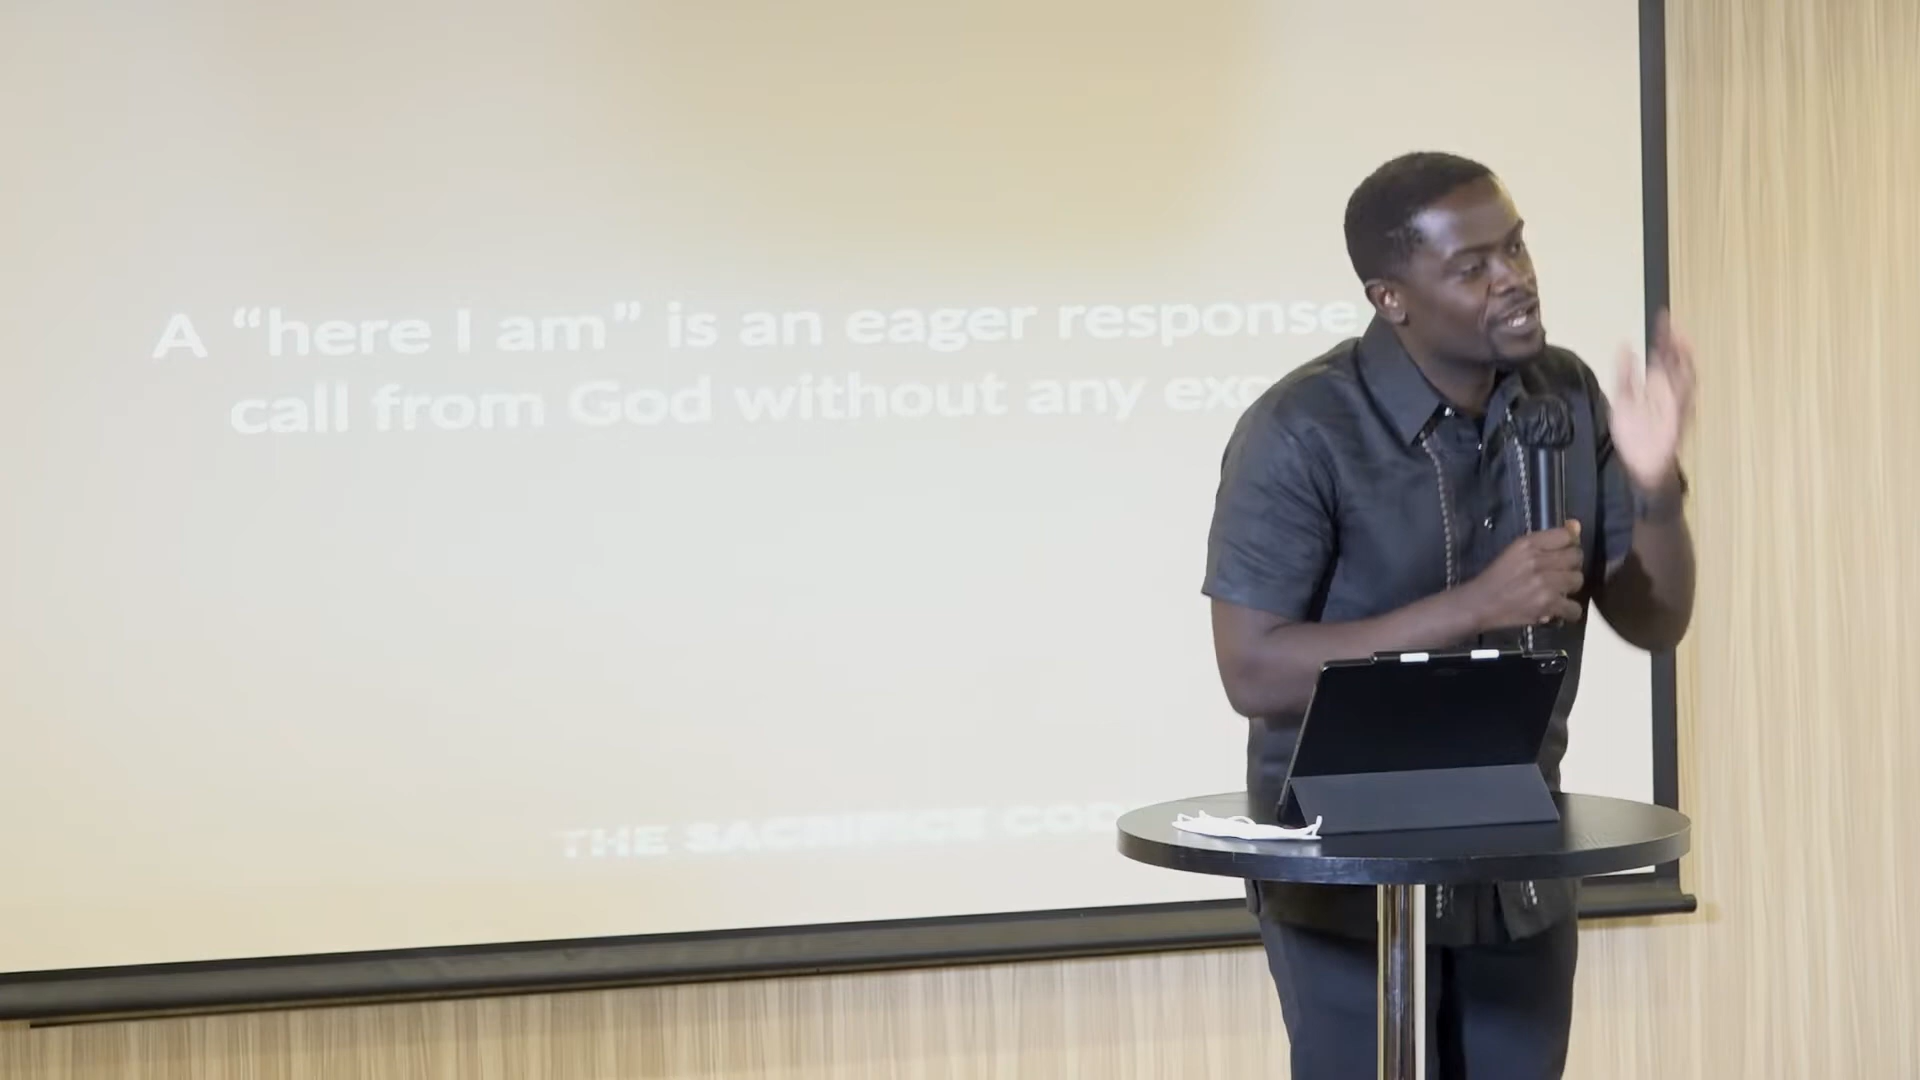 A “here I am” is an eager response
call from God without any
THE SACRIFICE